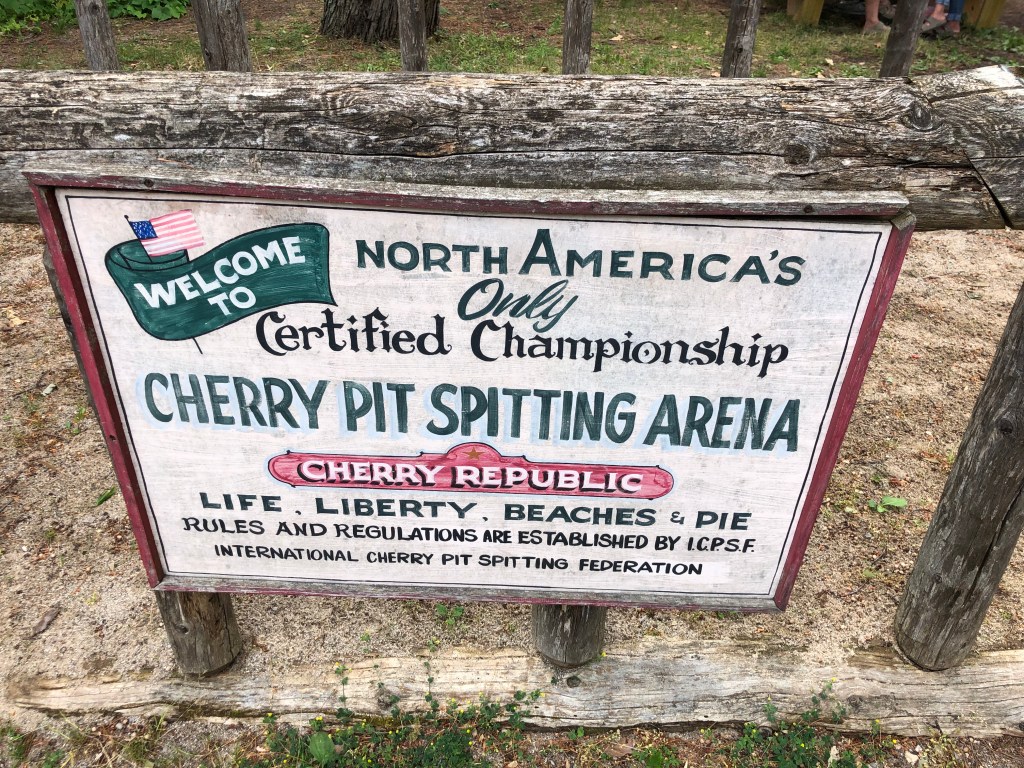 WELCOME
TO
NORTH AMERICA'S
Only
Certified Championship
CHERRY PIT SPITTING ARENA
CHERRY REPUBLIC
LIFE, LIBERTY, BEACHES & PIE
RULES AND REGULATIONS ARE ESTABLISHED BY I.C.P.S.F.
INTERNATIONAL CHERRY PIT SPITTING FEDERATION